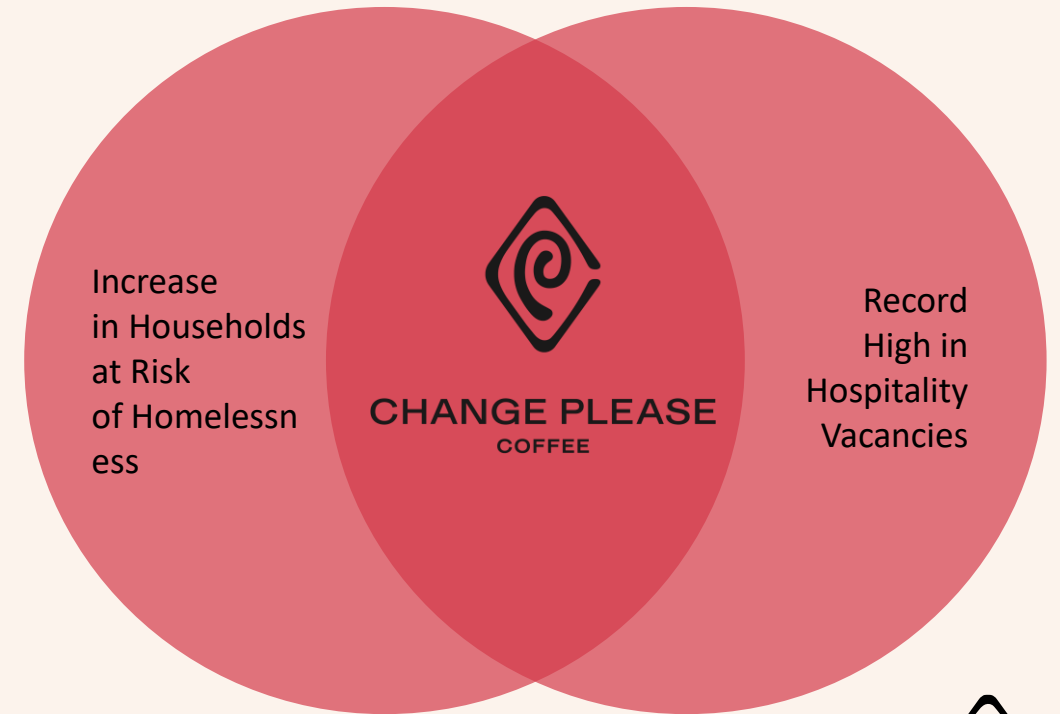 Increase
in Households
at Risk
of Homelessn
ess
CHANGE PLEASE
COFFEE
Record
High in
Hospitality
Vacancies